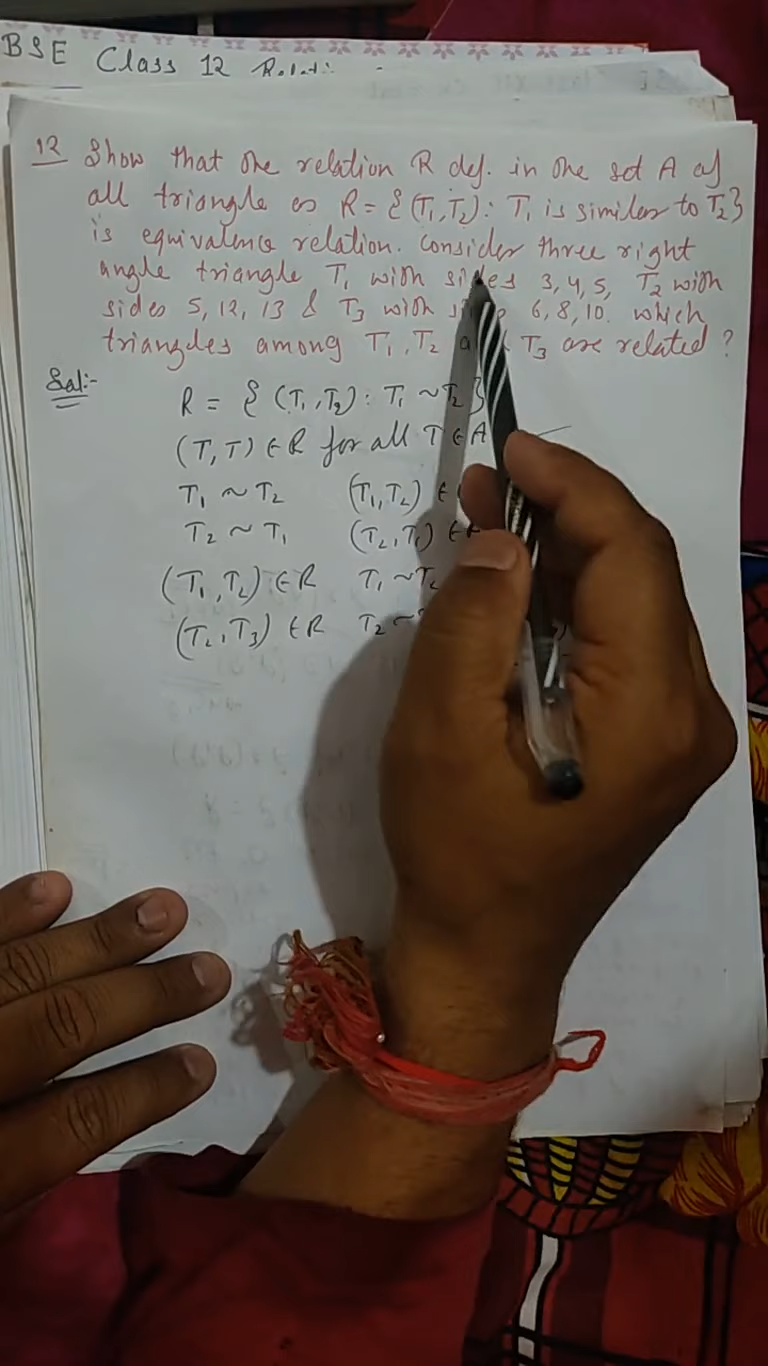 BSE Class 12 Relati
12 Show that the relation R def. in the set A of
all triangle as R = {(T₁,T₂): T₁ is similar to T₂}
is equivalence relation. Consider three right
angle triangle T₁ with sides 3,4,5, T₂ with
sides 5, 12, 13 & T₃ with 6,8,10. which
triangles among T₁, T₂ T₃ are related ?
Sol:-
R = { (T₁,T₂): T₁ ~ T₂ }
(T,T) ∈ R for all T ∈ A
T₁ ~ T₂ (T₁,T₂) ∈
T₂ ~ T₁ (T₂,T₁) ∈ R
(T₁,T₂) ∈ R T₁ ~ T₂
(T₂,T₃) ∈ R T₂ ~